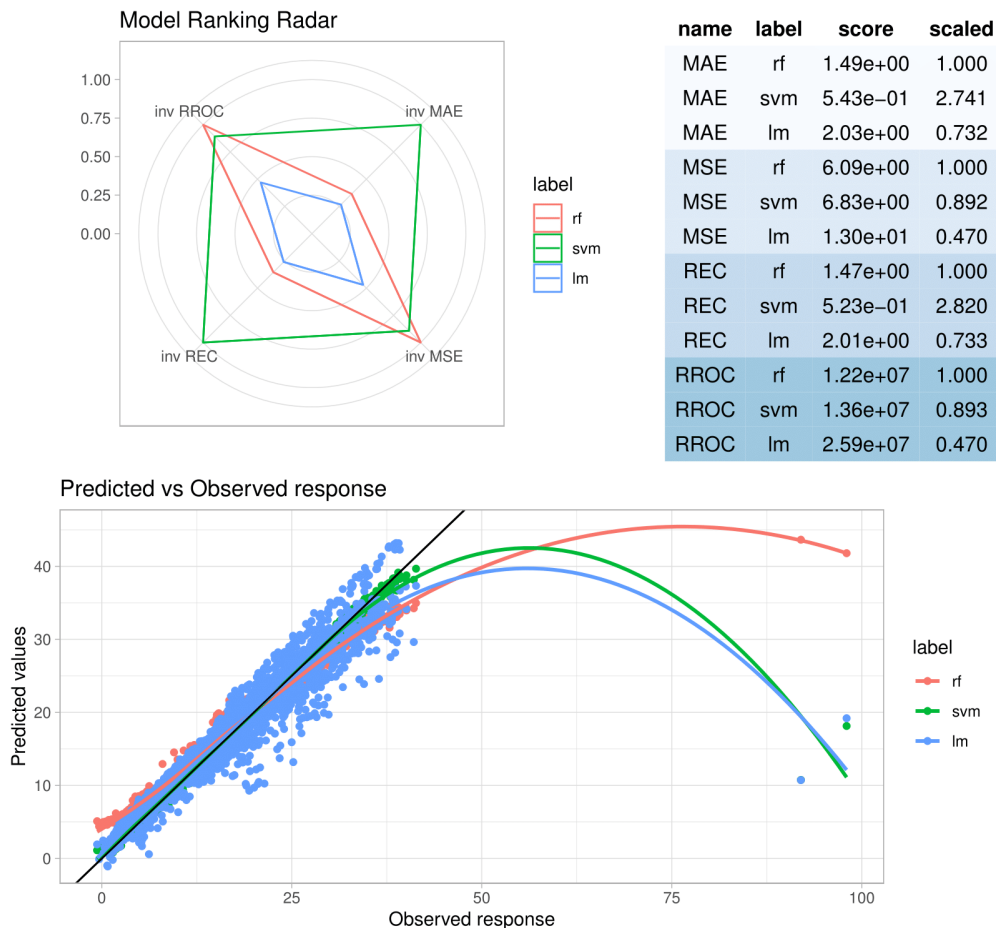 Model Ranking Radar
1.00
0.75
0.50
0.25
0.00
inv RROC
inv MAE
inv REC
inv MSE
label
rf
svm
lm
name label score scaled
MAE rf 1.49e+00 1.000
MAE svm 5.43e−01 2.741
MAE lm 2.03e+00 0.732
MSE rf 6.09e+00 1.000
MSE svm 6.83e+00 0.892
MSE lm 1.30e+01 0.470
REC rf 1.47e+00 1.000
REC svm 5.23e−01 2.820
REC lm 2.01e+00 0.733
RROC rf 1.22e+07 1.000
RROC svm 1.36e+07 0.893
RROC lm 2.59e+07 0.470
Predicted vs Observed response
Predicted values
40
30
20
10
0
0 25 50 75 100
Observed response
label
rf
svm
lm